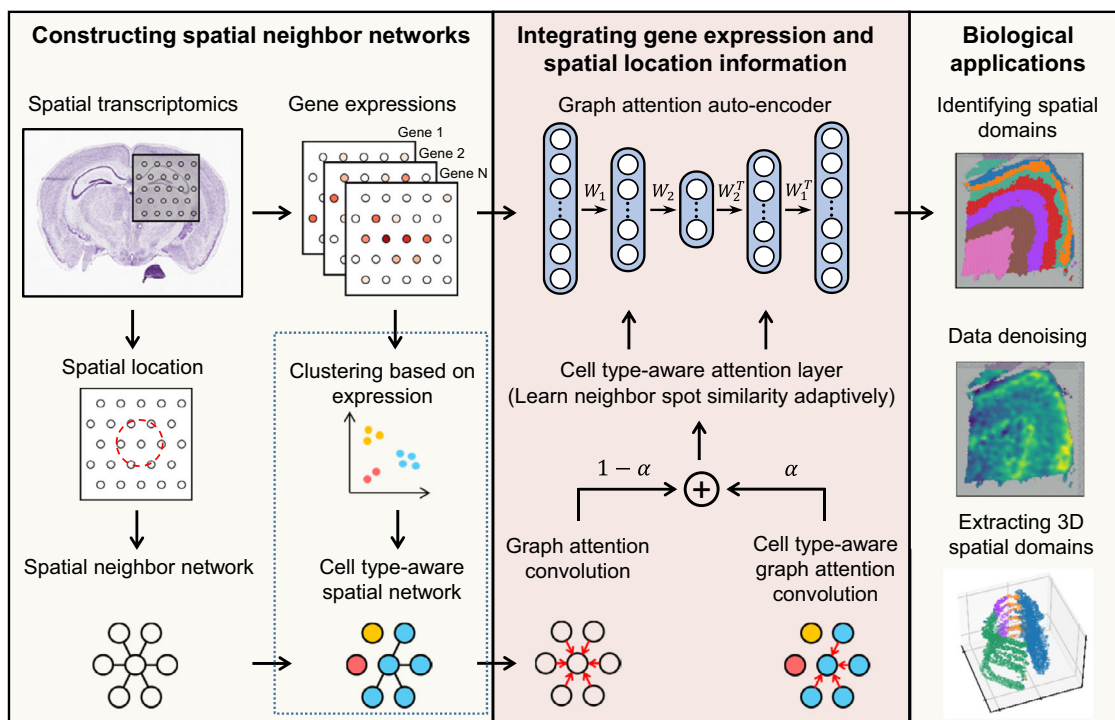 Constructing spatial neighbor networks
Spatial transcriptomics
Gene expressions
Gene 1
Gene 2
Gene N
Spatial location
Clustering based on
expression
Spatial neighbor network
Cell type-aware
spatial network
Integrating gene expression and
spatial location information
Graph attention auto-encoder
W₁
W₂
W₂ᵀ
W₁ᵀ
Cell type-aware attention layer
(Learn neighbor spot similarity adaptively)
1 − α
+
α
Graph attention
convolution
Cell type-aware
graph attention
convolution
Biological
applications
Identifying spatial
domains
Data denoising
Extracting 3D
spatial domains